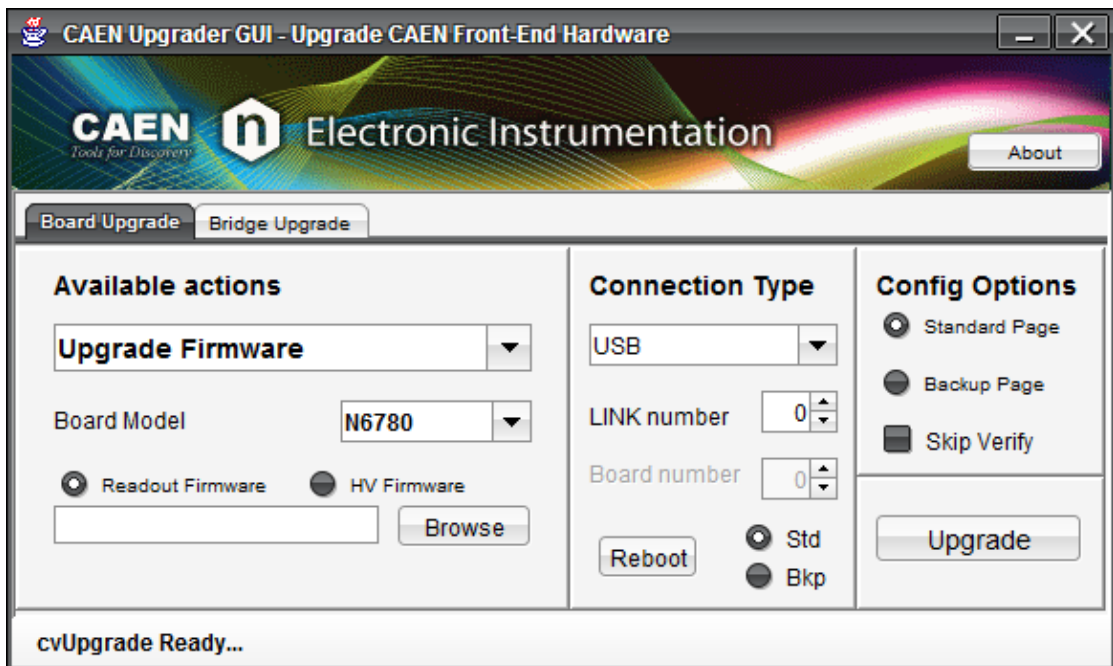 CAEN Upgrader GUI - Upgrade CAEN Front-End Hardware
CAEN
Tools for Discovery
n
Electronic Instrumentation
About
Board Upgrade
Bridge Upgrade
Available actions
Upgrade Firmware
Board Model
N6780
Readout Firmware
HV Firmware
Browse
Connection Type
USB
LINK number
0
Board number
0
Reboot
Std
Bkp
Config Options
Standard Page
Backup Page
Skip Verify
Upgrade
cvUpgrade Ready...